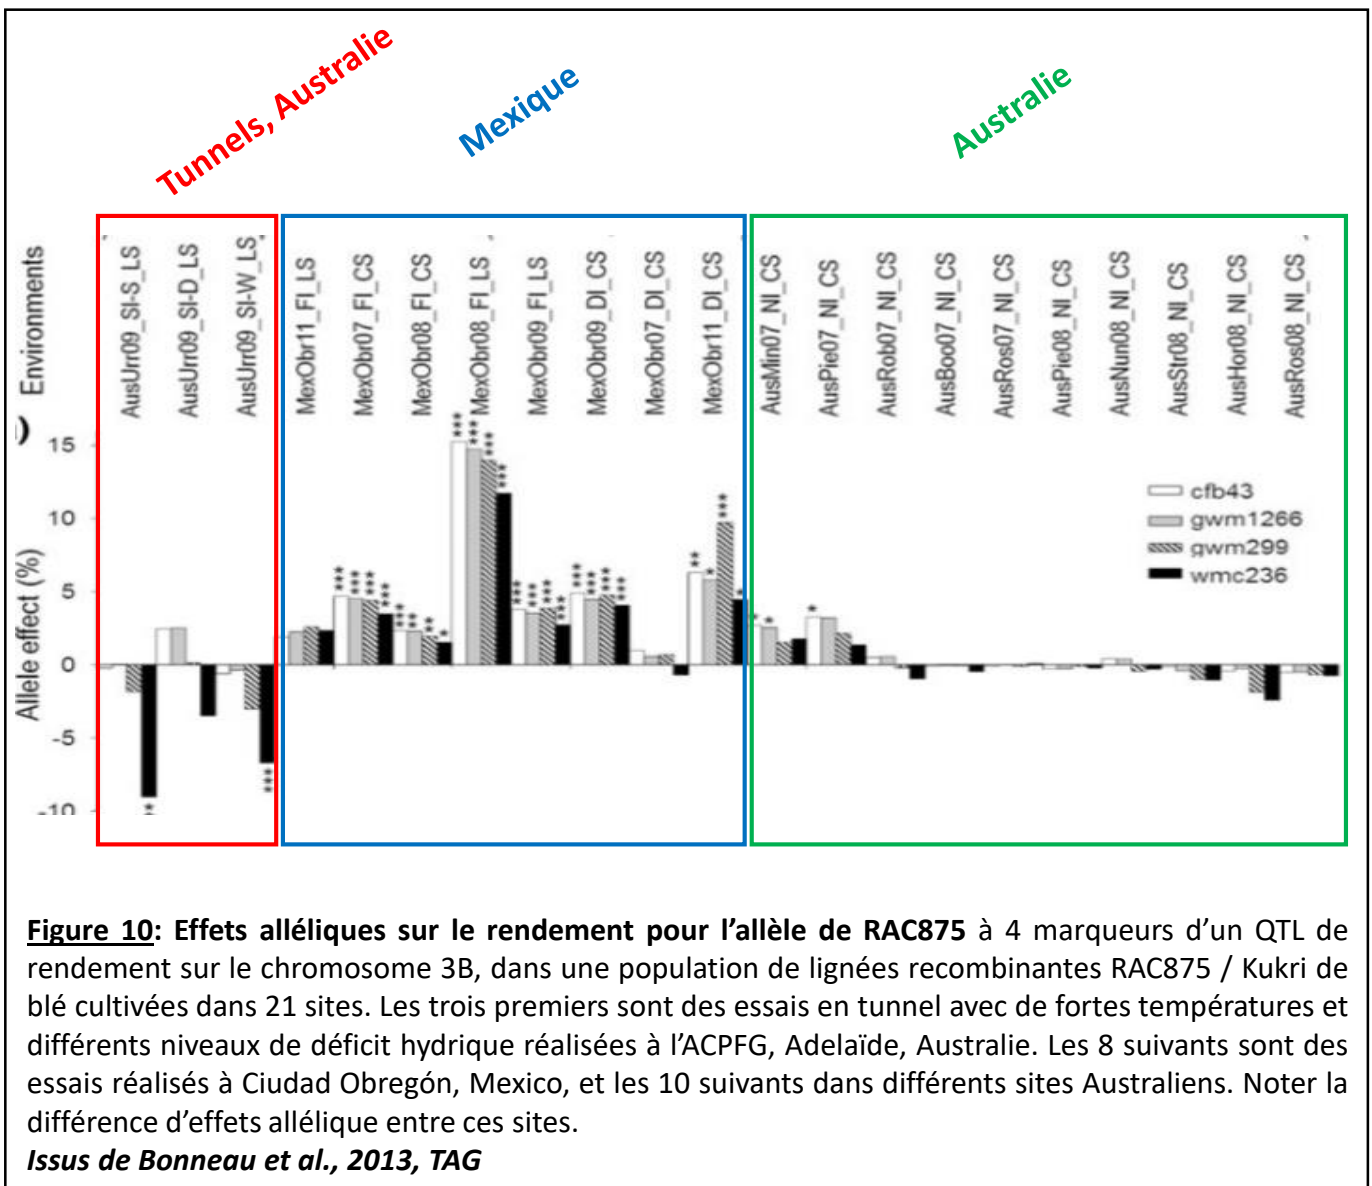 Tunnels, Australie
Mexique
Australie
Environments
AusUrr09_SI-S_LS
AusUrr09_SI-D_LS
AusUrr09_SI-W_LS
MexObr11_FI_LS
MexObr07_FI_CS
MexObr08_FI_CS
MexObr08_FI_LS
MexObr09_FI_LS
MexObr09_DI_CS
MexObr07_DI_CS
MexObr11_DI_CS
AusMin07_NI_CS
AusPie07_NI_CS
AusRob07_NI_CS
AusBoo07_NI_CS
AusRos07_NI_CS
AusPie08_NI_CS
AusNun08_NI_CS
AusStr08_NI_CS
AusHor08_NI_CS
AusRos08_NI_CS
Allele effect (%)
15
10
5
0
-5
-10
cfb43
gwm1266
gwm299
wmc236
Figure 10: Effets alléliques sur le rendement pour l’allèle de RAC875 à 4 marqueurs d’un QTL de
rendement sur le chromosome 3B, dans une population de lignées recombinantes RAC875 / Kukri de
blé cultivées dans 21 sites. Les trois premiers sont des essais en tunnel avec de fortes températures et
différents niveaux de déficit hydrique réalisées à l’ACPFG, Adelaïde, Australie. Les 8 suivants sont des
essais réalisés à Ciudad Obregón, Mexico, et les 10 suivants dans différents sites Australiens. Noter la
différence d’effets allélique entre ces sites.
Issus de Bonneau et al., 2013, TAG